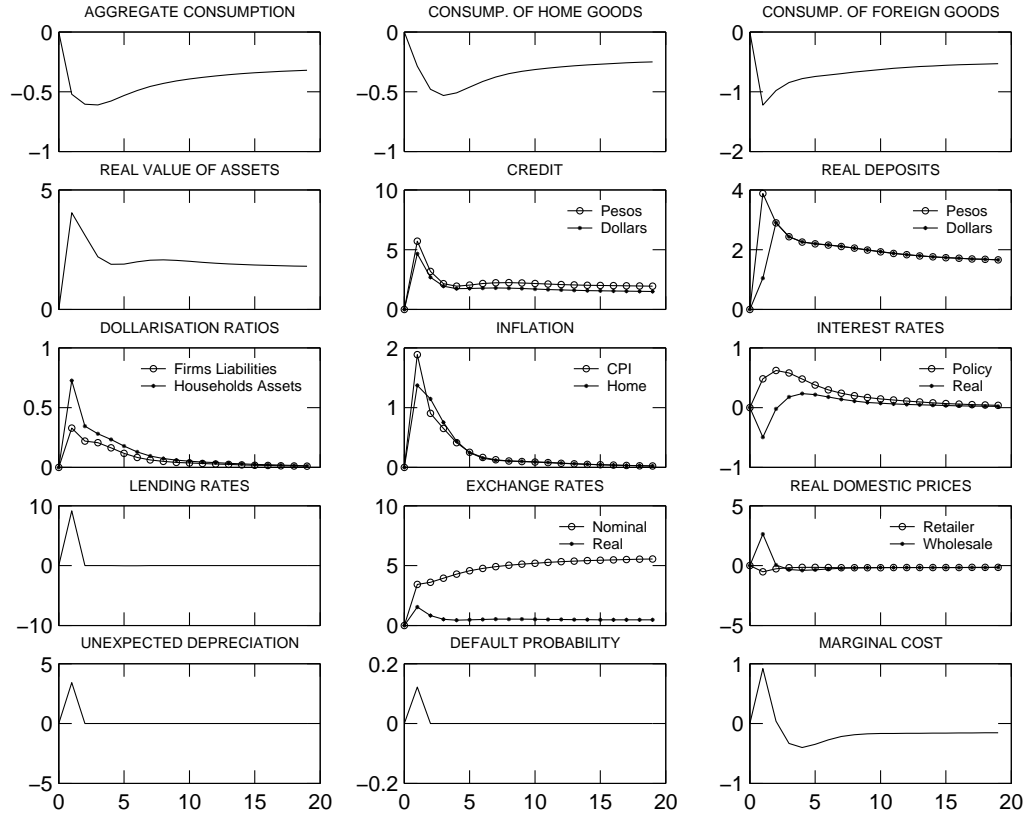 AGGREGATE CONSUMPTION
CONSUMP. OF HOME GOODS
CONSUMP. OF FOREIGN GOODS
0
−0.5
−1
0
−0.5
−1
0
−1
−2
REAL VALUE OF ASSETS
CREDIT
REAL DEPOSITS
5
0
10
5
0
Pesos
Dollars
4
2
0
Pesos
Dollars
DOLLARISATION RATIOS
INFLATION
INTEREST RATES
1
0.5
0
Firms Liabilities
Households Assets
2
1
0
CPI
Home
1
0
−1
Policy
Real
LENDING RATES
EXCHANGE RATES
REAL DOMESTIC PRICES
10
0
−10
10
5
0
Nominal
Real
5
0
−5
Retailer
Wholesale
UNEXPECTED DEPRECIATION
DEFAULT PROBABILITY
MARGINAL COST
5
0
−5
0 5 10 15 20
0.2
0
−0.2
0 5 10 15 20
1
0
−1
0 5 10 15 20